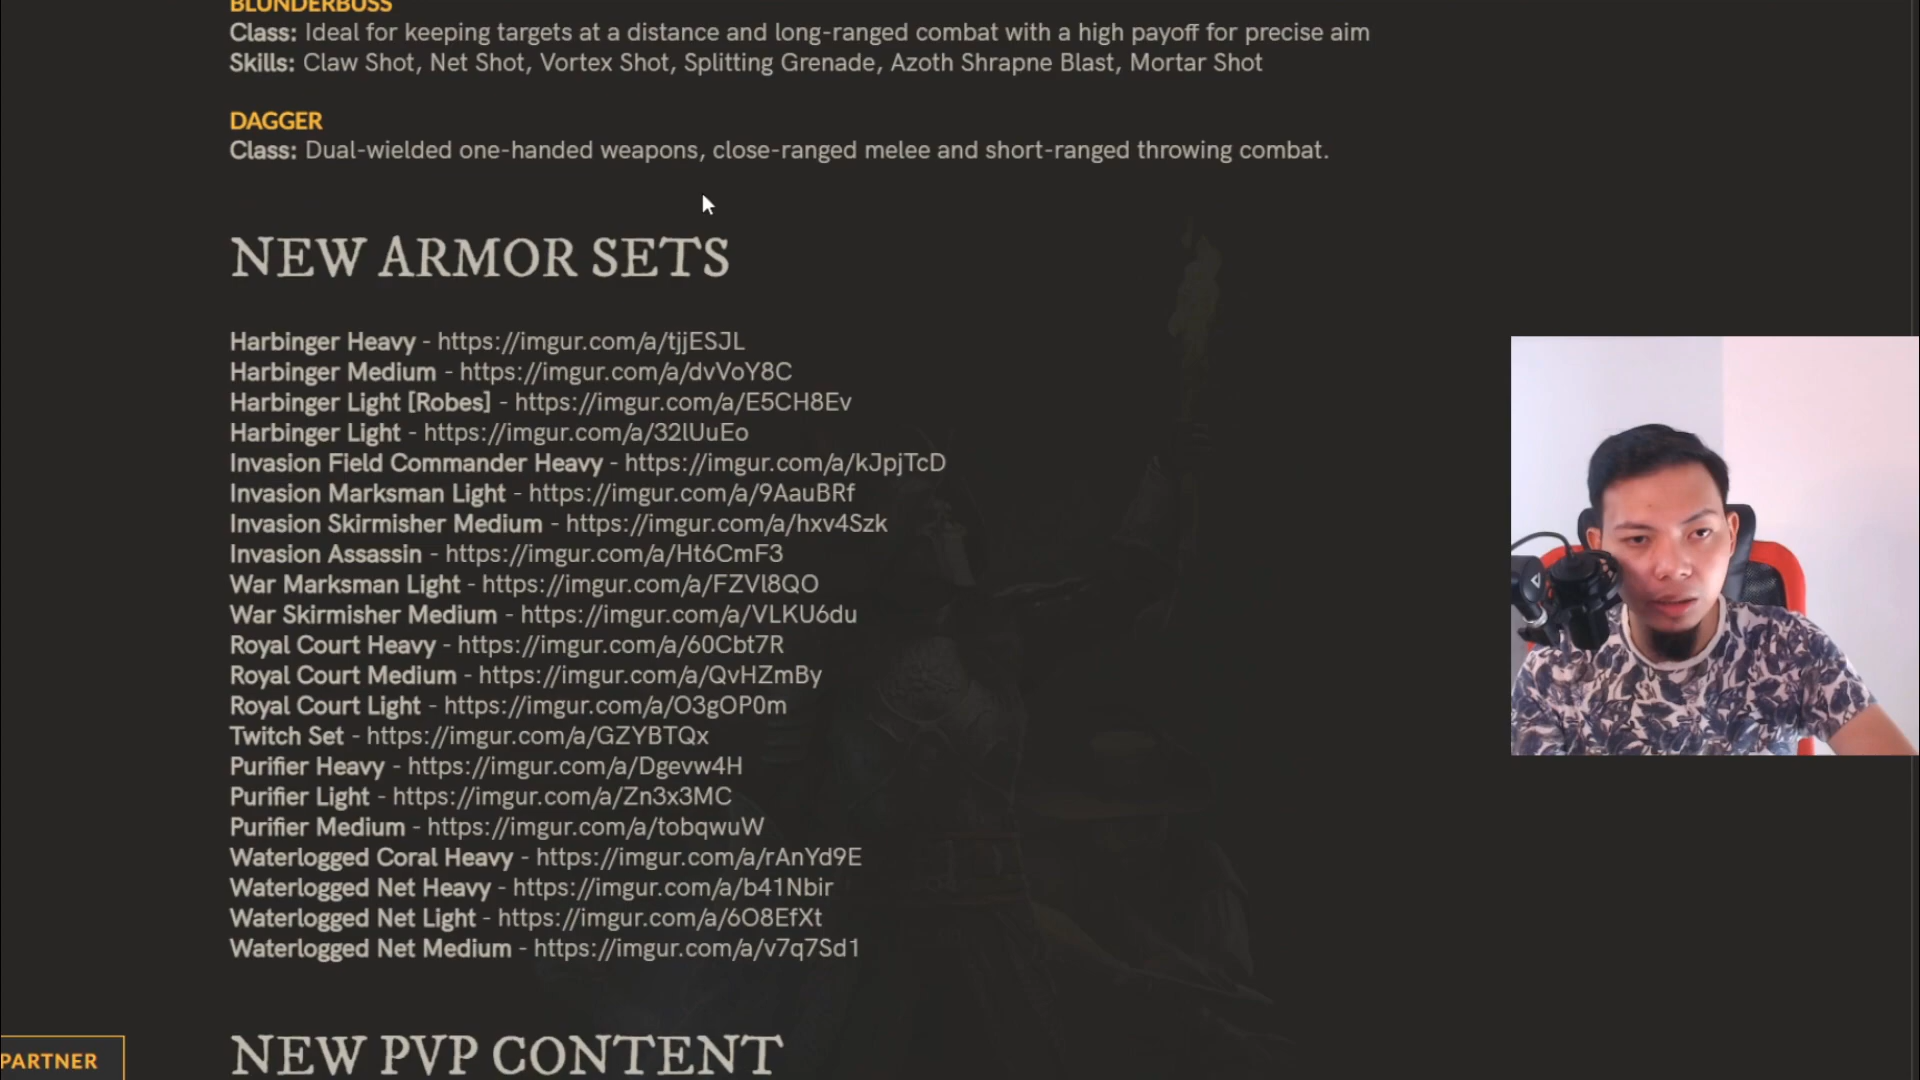 BLUNDERBUSS
Class: Ideal for keeping targets at a distance and long-ranged combat with a high payoff for precise aim
Skills: Claw Shot, Net Shot, Vortex Shot, Splitting Grenade, Azoth Shrapne Blast, Mortar Shot
DAGGER
Class: Dual-wielded one-handed weapons, close-ranged melee and short-ranged throwing combat.
NEW ARMOR SETS
Harbinger Heavy - https://imgur.com/a/tjjESJL
Harbinger Medium - https://imgur.com/a/dvVoY8C
Harbinger Light [Robes] - https://imgur.com/a/E5CH8Ev
Harbinger Light - https://imgur.com/a/32lUuEo
Invasion Field Commander Heavy - https://imgur.com/a/kJpjTcD
Invasion Marksman Light - https://imgur.com/a/9AauBRf
Invasion Skirmisher Medium - https://imgur.com/a/hxv4Szk
Invasion Assassin - https://imgur.com/a/Ht6CmF3
War Marksman Light - https://imgur.com/a/FZVl8QO
War Skirmisher Medium - https://imgur.com/a/VLKU6du
Royal Court Heavy - https://imgur.com/a/60Cbt7R
Royal Court Medium - https://imgur.com/a/QvHZmBy
Royal Court Light - https://imgur.com/a/O3gOP0m
Twitch Set - https://imgur.com/a/GZYBTQx
Purifier Heavy - https://imgur.com/a/Dgevw4H
Purifier Light - https://imgur.com/a/Zn3x3MC
Purifier Medium - https://imgur.com/a/tobqwuW
Waterlogged Coral Heavy - https://imgur.com/a/rAnYd9E
Waterlogged Net Heavy - https://imgur.com/a/b41Nbir
Waterlogged Net Light - https://imgur.com/a/6O8EfXt
Waterlogged Net Medium - https://imgur.com/a/v7q7Sd1
NEW PVP CONTENT
PARTNER